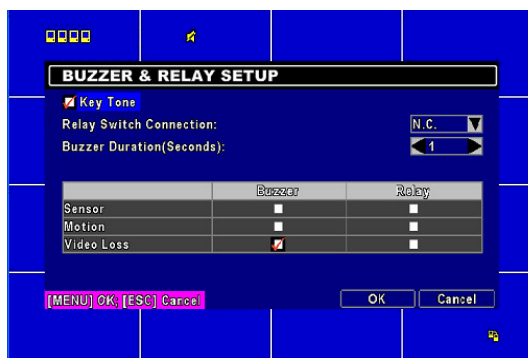 BUZZER & RELAY SETUP
Key Tone
Relay Switch Connection: N.C.
Buzzer Duration(Seconds): 1
Buzzer Relay
Sensor
Motion
Video Loss
[MENU] OK; [ESC] Cancel OK Cancel